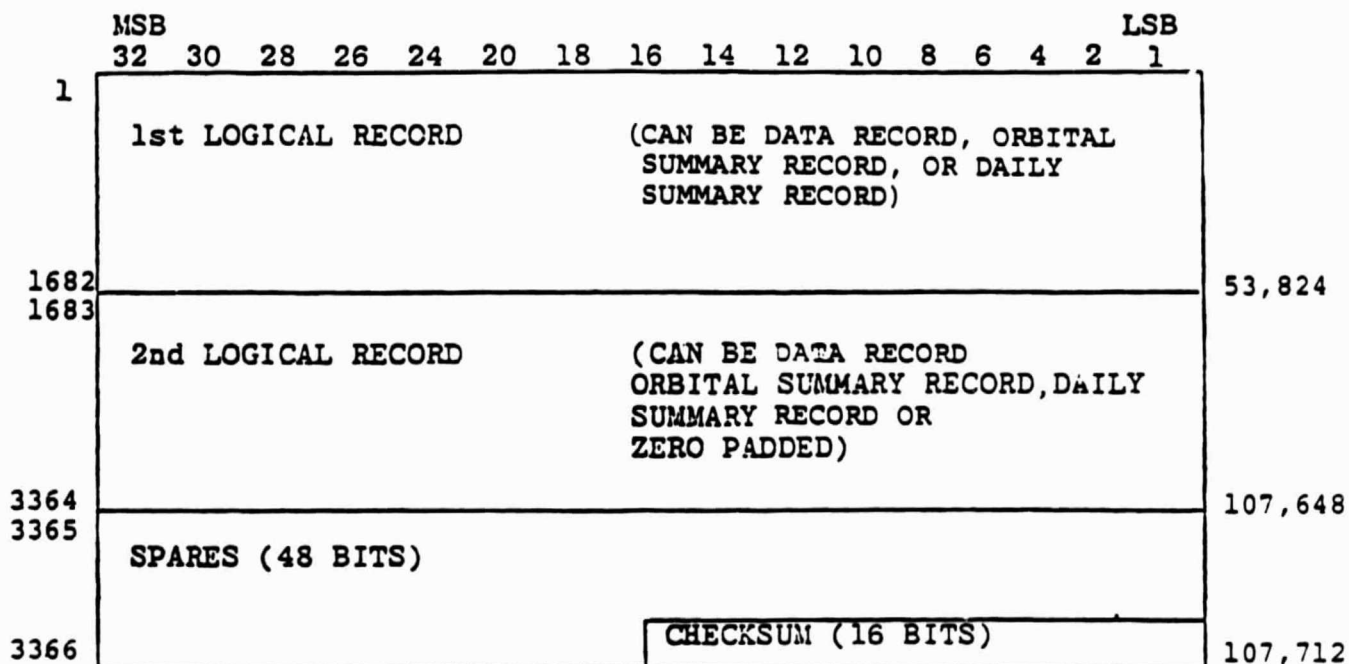 MSB LSB
32 30 28 26 24 20 18 16 14 12 10 8 6 4 2 1
1
1st LOGICAL RECORD (CAN BE DATA RECORD, ORBITAL
SUMMARY RECORD, OR DAILY
SUMMARY RECORD)
1682 53,824
1683
2nd LOGICAL RECORD (CAN BE DATA RECORD
ORBITAL SUMMARY RECORD, DAILY
SUMMARY RECORD OR
ZERO PADDED)
3364 107,648
3365
SPARES (48 BITS)
CHECKSUM (16 BITS)
3366 107,712